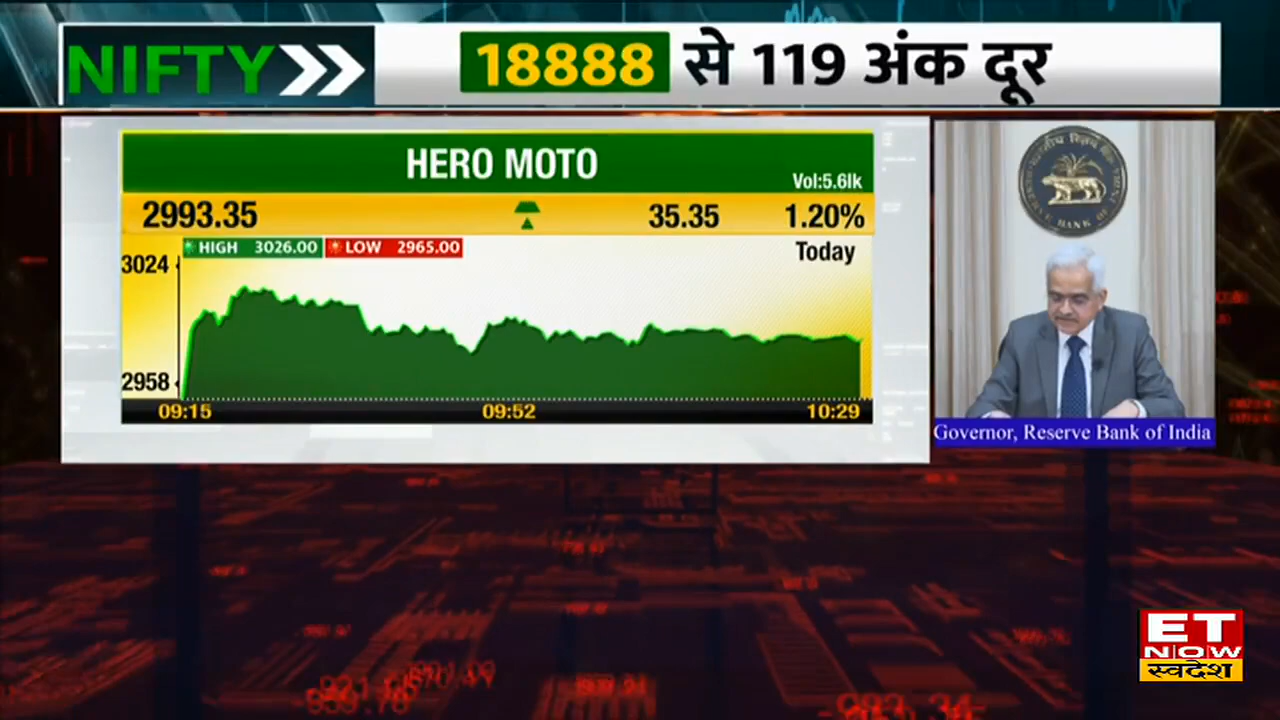 NIFTY
18888 से 119 अंक दूर
HERO MOTO
Vol:5.6lk
2993.35 35.35 1.20%
HIGH 3026.00 LOW 2965.00
Today
3024
2958
09:15 09:52 10:29
Governor, Reserve Bank of India
ET
NOW
स्वदेश